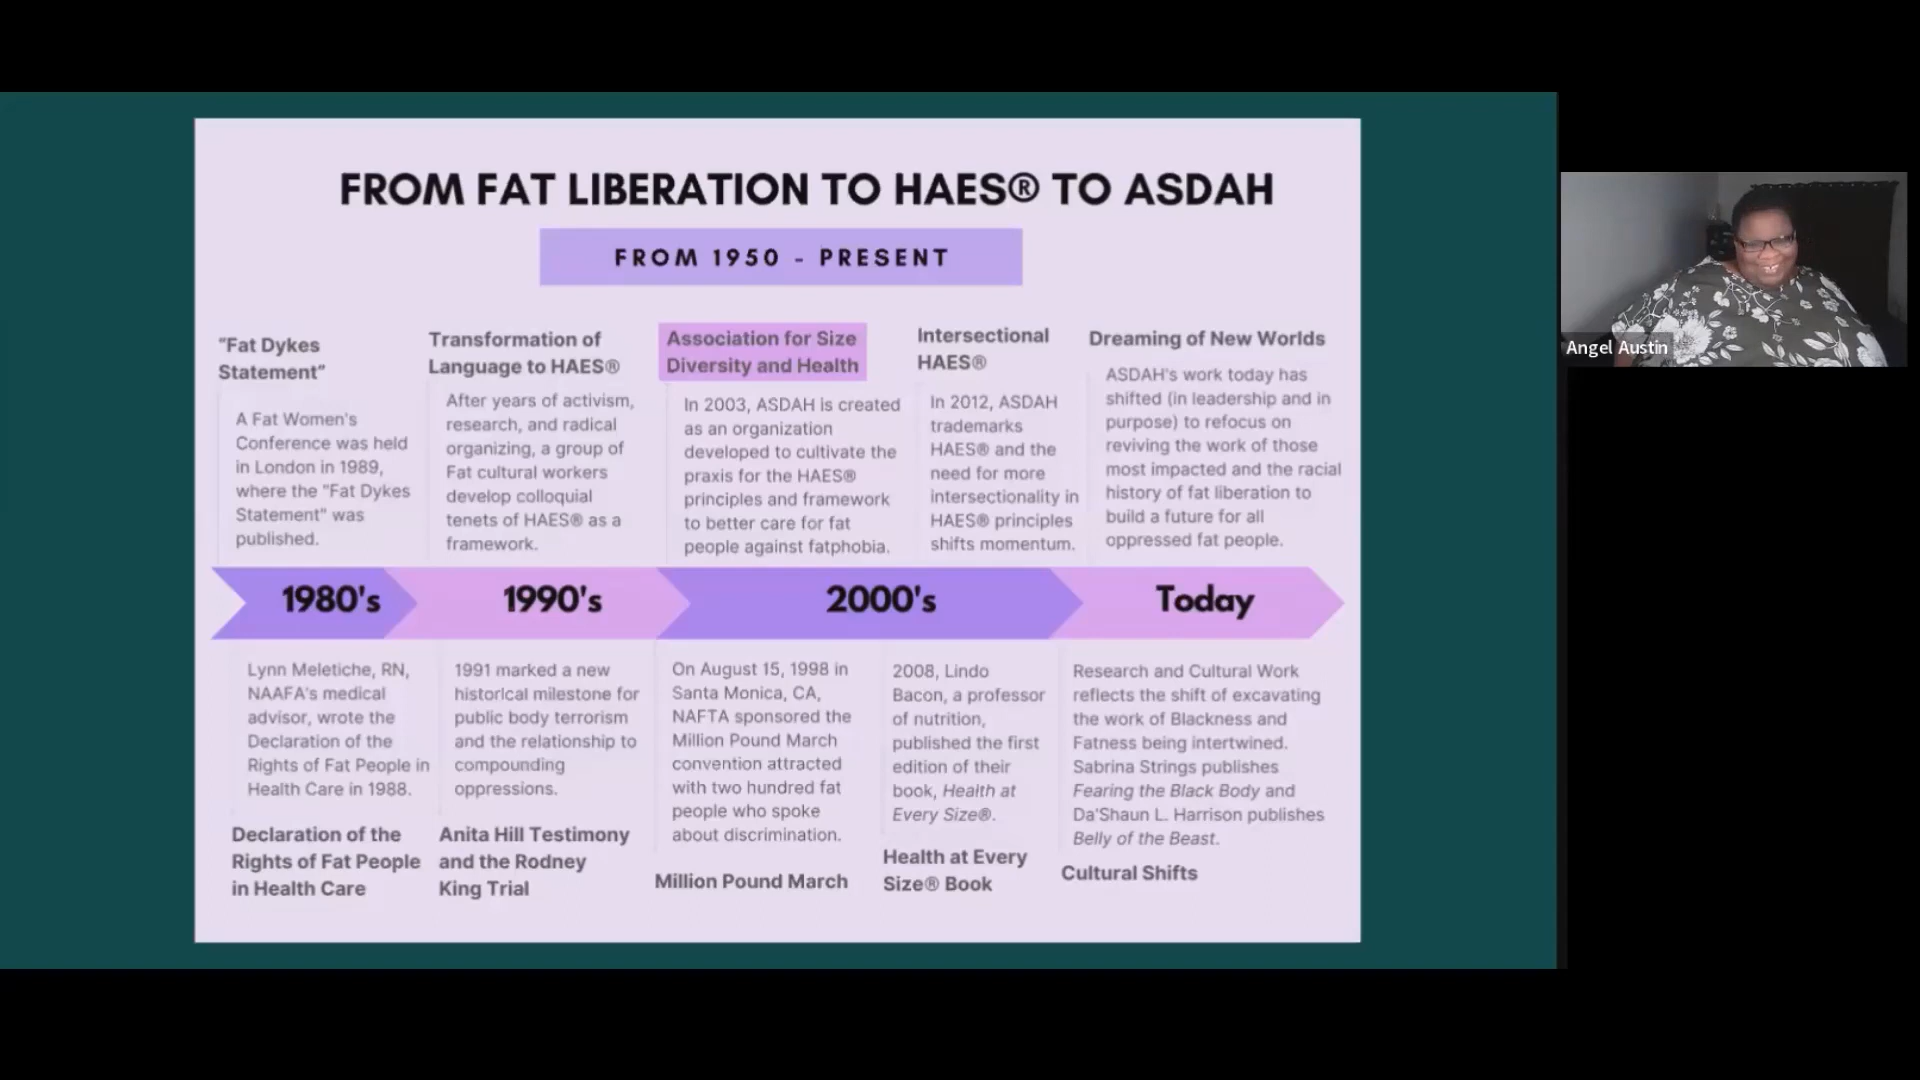 FROM FAT LIBERATION TO HAES® TO ASDAH
FROM 1950 - PRESENT
"Fat Dykes
Statement"
A Fat Women's
Conference was held
in London in 1989,
where the "Fat Dykes
Statement" was
published.
Transformation of
Language to HAES®
After years of activism,
research, and radical
organizing, a group of
Fat cultural workers
develop colloquial
tenets of HAES® as a
framework.
Association for Size
Diversity and Health
In 2003, ASDAH is created
as an organization
developed to cultivate the
praxis for the HAES®
principles and framework
to better care for fat
people against fatphobia.
Intersectional
HAES®
In 2012, ASDAH
trademarks
HAES® and the
need for more
intersectionality in
HAES® principles
shifts momentum.
Dreaming of New Worlds
ASDAH's work today has
shifted (in leadership and in
purpose) to refocus on
reviving the work of those
most impacted and the racial
history of fat liberation to
build a future for all
oppressed fat people.
1980's
1990's
2000's
Today
Lynn Meletiche, RN,
NAAFA's medical
advisor, wrote the
Declaration of the
Rights of Fat People in
Health Care in 1988.
Declaration of the
Rights of Fat People
in Health Care
1991 marked a new
historical milestone for
public body terrorism
and the relationship to
compounding
oppressions.
Anita Hill Testimony
and the Rodney
King Trial
On August 15, 1998 in
Santa Monica, CA,
NAFTA sponsored the
Million Pound March
convention attracted
with two hundred fat
people who spoke
about discrimination.
Million Pound March
2008, Lindo
Bacon, a professor
of nutrition,
published the first
edition of their
book, Health at
Every Size®.
Health at Every
Size® Book
Research and Cultural Work
reflects the shift of excavating
the work of Blackness and
Fatness being intertwined.
Sabrina Strings publishes
Fearing the Black Body and
Da'Shaun L. Harrison publishes
Belly of the Beast.
Cultural Shifts
Angel Austin